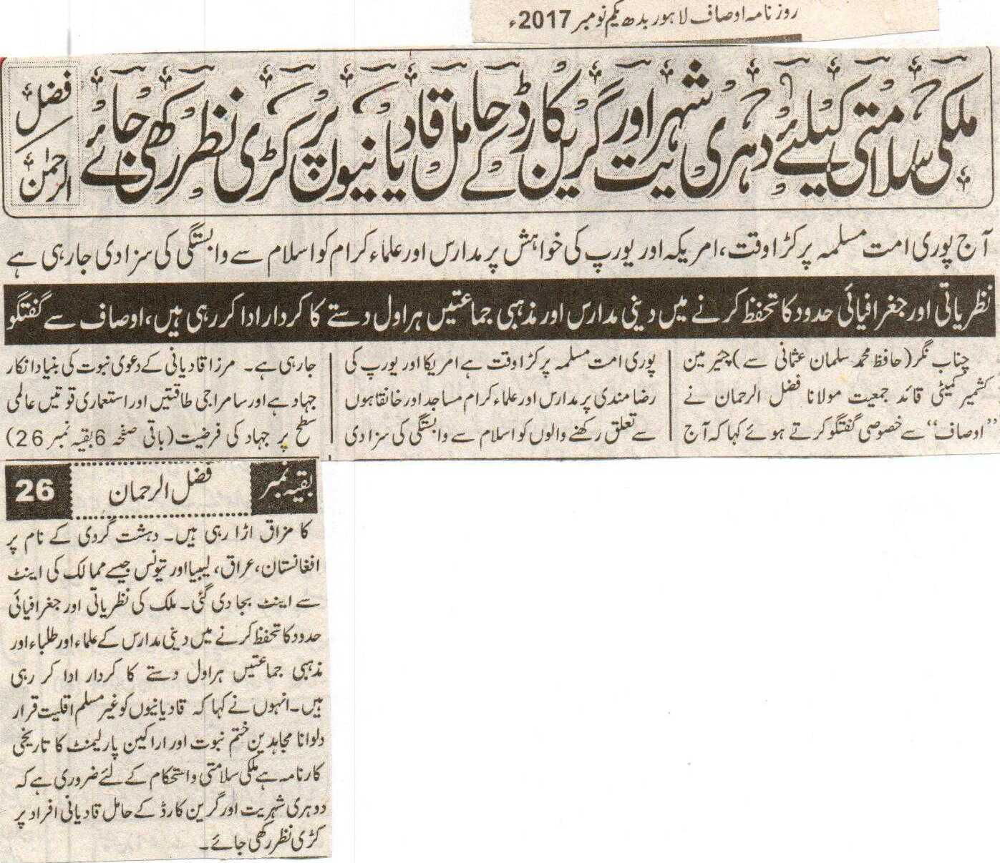 روزنامہ اوصاف لاہور بدھ یکم نومبر 2017ء
ملکی سلامتی کیلئے دہری شہریت اور گرین کارڈ کے حامل قادیانیوں پر کڑی نظر رکھی جائے
فضل الرحمٰن
آج پوری امت مسلمہ پر کڑا وقت، امریکہ اور یورپ کی خواہش پر مدارس اور علماء کرام کو اسلام سے وابستگی کی سزا دی جا رہی ہے
نظریاتی اور جغرافیائی حدود کا تحفظ کرنے میں دینی مدارس اور مذہبی جماعتیں ہراول دستے کا کردار ادا کر رہی ہیں، اوصاف سے گفتگو
چناب نگر (حافظ محمد سلمان عثمانی سے) چیئرمین
کشمیر کمیٹی قائد جمعیت مولانا فضل الرحمان نے
”اوصاف“ سے خصوصی گفتگو کرتے ہوئے کہا کہ آج
پوری امت مسلمہ پر کڑا وقت ہے امریکا اور یورپ کی
رضا مندی پر مدارس اور علماء کرام مساجد اور خانقاہوں
سے تعلق رکھنے والوں کو اسلام سے وابستگی کی سزا دی
جا رہی ہے۔ مرزا قادیانی کے دعویٰ نبوت کی بنیاد انکار
جہاد ہے اور سامراجی طاقتیں اور استعماری قوتیں عالمی
سطح پر جہاد کی فرضیت (باقی صفحہ 6 بقیہ نمبر 26)
بقیہ نمبر 26 فضل الرحمان
کا مزاق اڑا رہی ہیں۔ دہشت گردی کے نام پر
افغانستان، عراق، لیبیا اور تیونس جیسے ممالک کی اینٹ
سے اینٹ بجا دی گئی۔ ملک کی نظریاتی اور جغرافیائی
حدود کا تحفظ کرنے میں دینی مدارس کے علماء اور طلباء اور
مذہبی جماعتیں ہراول دستے کا کردار ادا کر رہی
ہیں۔ انہوں نے کہا کہ قادیانیوں کو غیر مسلم اقلیت قرار
دلوانا مجاہدین ختم نبوت اور اراکین پارلیمنٹ کا تاریخی
کارنامہ ہے ملکی سلامتی و استحکام کے لئے ضروری ہے کہ
دوہری شہریت اور گرین کارڈ کے حامل قادیانی افراد پر
کڑی نظر رکھی جائے۔